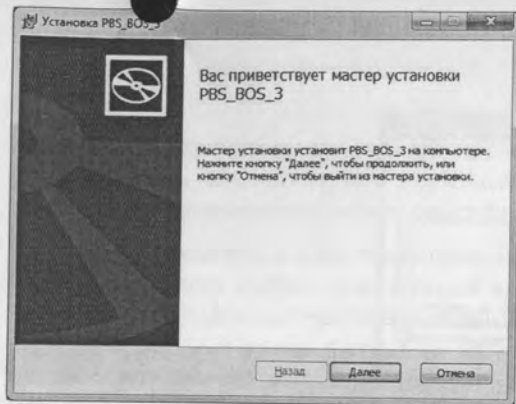 Установка PBS_BOS_3
Вас приветствует мастер установки
PBS_BOS_3
Мастер установки установит PBS_BOS_3 на компьютере.
Нажмите кнопку "Далее", чтобы продолжить, или
кнопку "Отмена", чтобы выйти из мастера установки.
Назад
Далее
Отмена